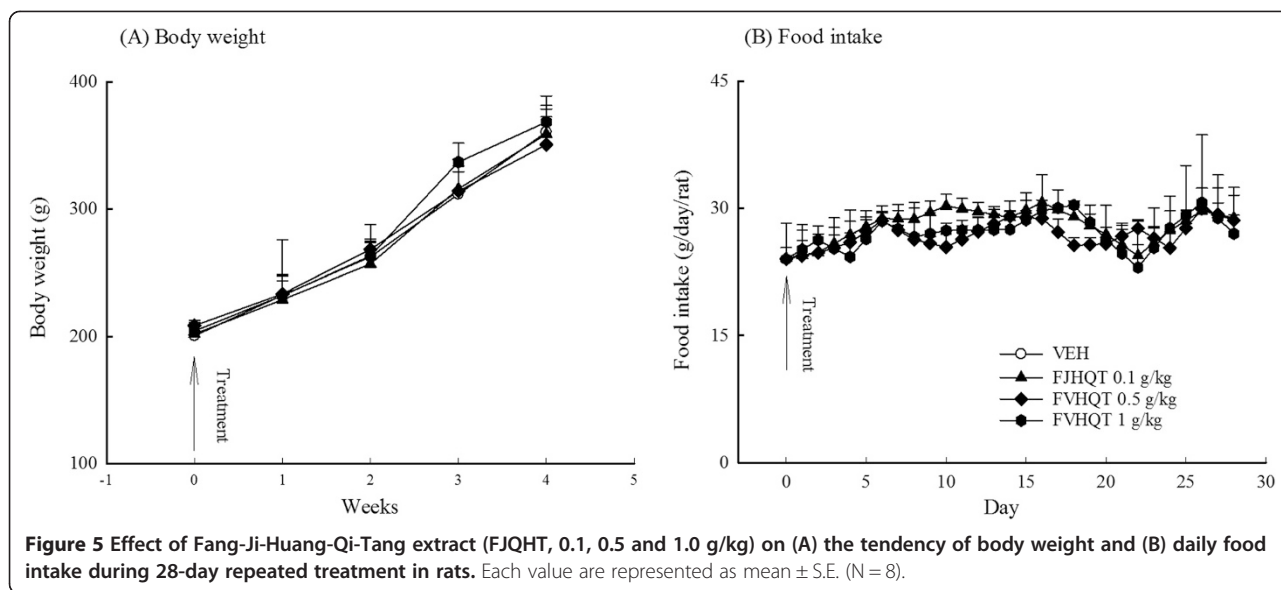 (A) Body weight
400
300
200
100
Body weight (g)
Treatment
-1 0 1 2 3 4 5
Weeks
(B) Food intake
45
30
15
0
Food intake (g/day/rat)
Treatment
VEH
FJHQT 0.1 g/kg
FVHQT 0.5 g/kg
FVHQT 1 g/kg
0 5 10 15 20 25 30
Day
Figure 5 Effect of Fang-Ji-Huang-Qi-Tang extract (FJQHT, 0.1, 0.5 and 1.0 g/kg) on (A) the tendency of body weight and (B) daily food
intake during 28-day repeated treatment in rats. Each value are represented as mean ± S.E. (N = 8).